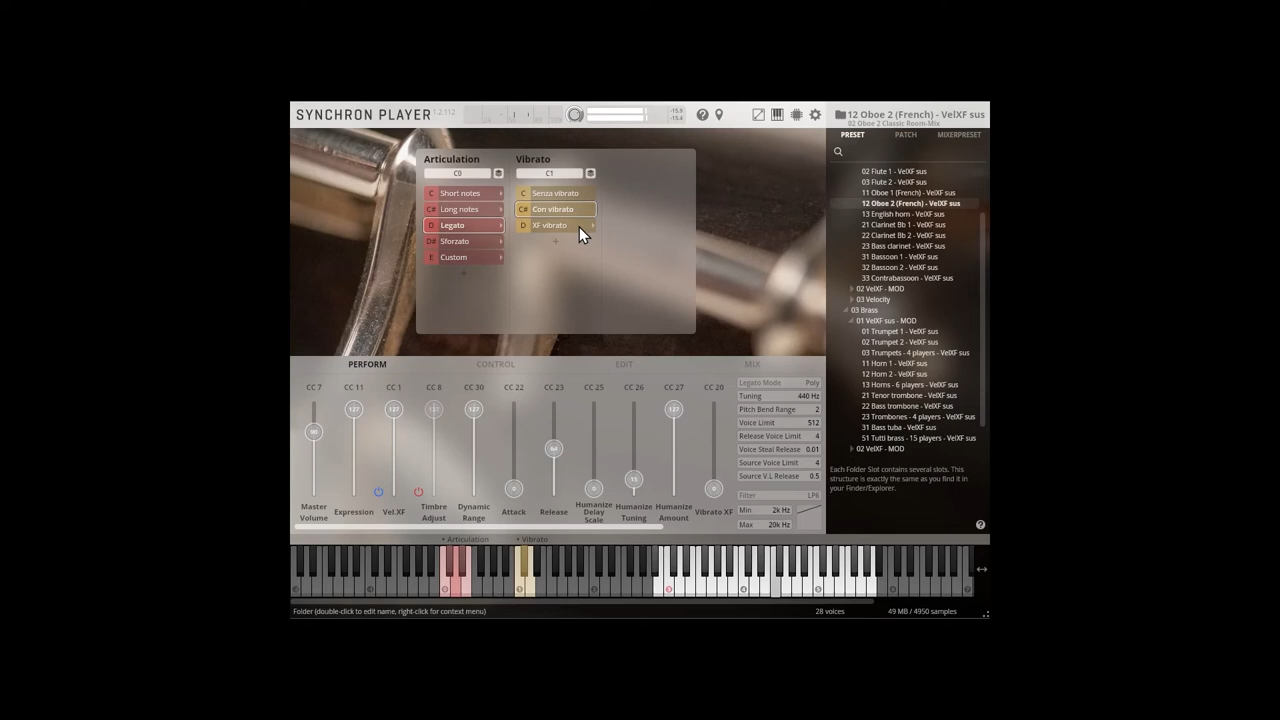 SYNCHRON PLAYER 1.2.112
-15.9
-15.4
12 Oboe 2 (French) - VelXF sus
02 Oboe 2 Classic Room-Mix
PRESET PATCH MIXERPRESET
Articulation Vibrato
C0 C1
C Short notes C Senza vibrato
C# Long notes C# Con vibrato
D Legato D XF vibrato
D# Sforzato
E Custom
02 Flute 1 - VelXF sus
03 Flute 2 - VelXF sus
11 Oboe 1 (French) - VelXF sus
12 Oboe 2 (French) - VelXF sus
13 English horn - VelXF sus
21 Clarinet Bb 1 - VelXF sus
22 Clarinet Bb 2 - VelXF sus
23 Bass clarinet - VelXF sus
31 Bassoon 1 - VelXF sus
32 Bassoon 2 - VelXF sus
33 Contrabassoon - VelXF sus
02 VelXF - MOD
03 Velocity
03 Brass
01 VelXF sus - MOD
01 Trumpet 1 - VelXF sus
02 Trumpet 2 - VelXF sus
03 Trumpets - 4 players - VelXF sus
11 Horn 1 - VelXF sus
12 Horn 2 - VelXF sus
13 Horns - 6 players - VelXF sus
21 Tenor trombone - VelXF sus
22 Bass trombone - VelXF sus
23 Trombones - 4 players - VelXF sus
31 Bass tuba - VelXF sus
51 Tutti brass - 15 players - VelXF sus
02 VelXF - MOD
Each Folder Slot contains several slots. This
structure is exactly the same as you find it in
your Finder/Explorer.
PERFORM CONTROL EDIT MIX
CC 7 CC 11 CC 1 CC 8 CC 30 CC 22 CC 23 CC 25 CC 26 CC 27 CC 20
90 127 127 127 127 0 64 0 15 127 0
Master Volume
Expression
Vel.XF
Timbre Adjust
Dynamic Range
Attack
Release
Humanize Delay Scale
Humanize Tuning
Humanize Amount
Vibrato XF
Legato Mode Poly
Tuning 440 Hz
Pitch Bend Range 2
Voice Limit 512
Release Voice Limit 4
Voice Steal Release 0.01
Source Voice Limit 4
Source V.L Release 0.5
Filter LP6
Min 2k Hz
Max 20k Hz
Articulation Vibrato
Folder (double-click to edit name, right-click for context menu)
28 voices
49 MB / 4950 samples